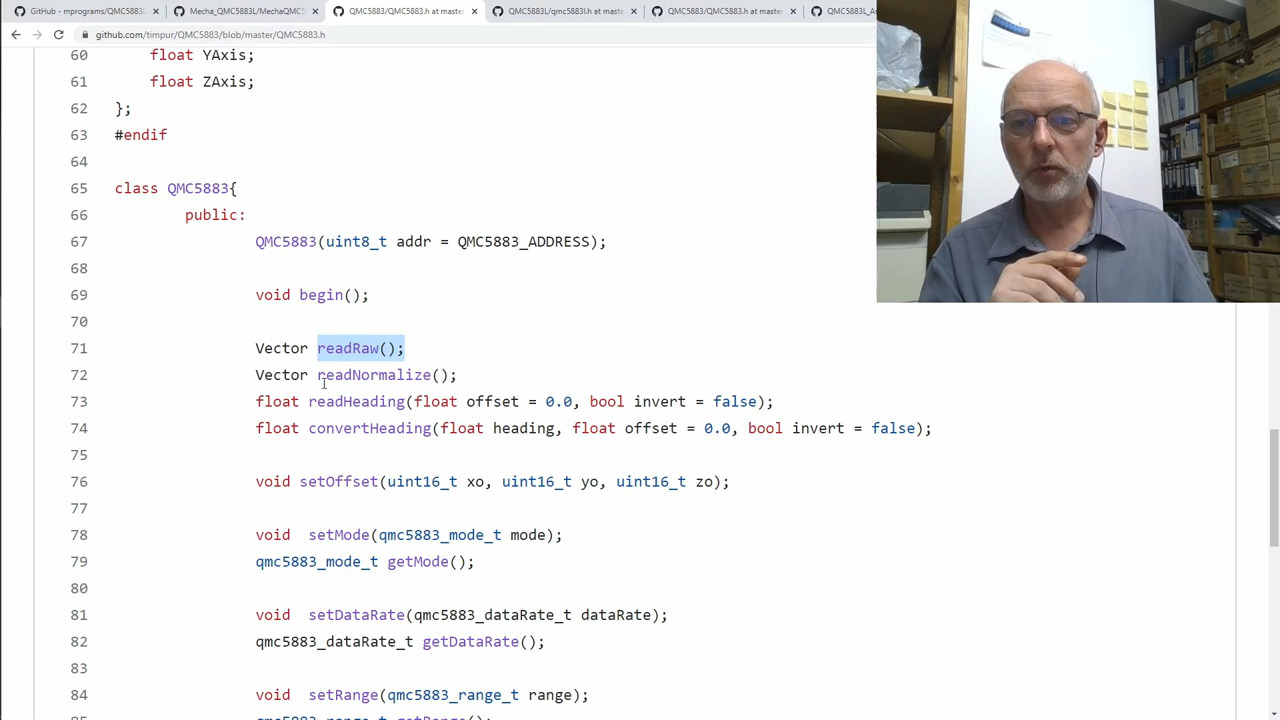 GitHub - mprograms/QMC5883L
Mecha_QMC5883L/MechaQMC5
QMC5883/QMC5883.h at master
QMC5883L/qmc5883l.h at master
QMC5883/QMC5883.h at mast
QMC5883L_A
github.com/timpur/QMC5883/blob/master/QMC5883.h
60 float YAxis;
61 float ZAxis;
62 };
63 #endif
64
65 class QMC5883{
66 public:
67 QMC5883(uint8_t addr = QMC5883_ADDRESS);
68
69 void begin();
70
71 Vector readRaw();
72 Vector readNormalize();
73 float readHeading(float offset = 0.0, bool invert = false);
74 float convertHeading(float heading, float offset = 0.0, bool invert = false);
75
76 void setOffset(uint16_t xo, uint16_t yo, uint16_t zo);
77
78 void setMode(qmc5883_mode_t mode);
79 qmc5883_mode_t getMode();
80
81 void setDataRate(qmc5883_dataRate_t dataRate);
82 qmc5883_dataRate_t getDataRate();
83
84 void setRange(qmc5883_range_t range);